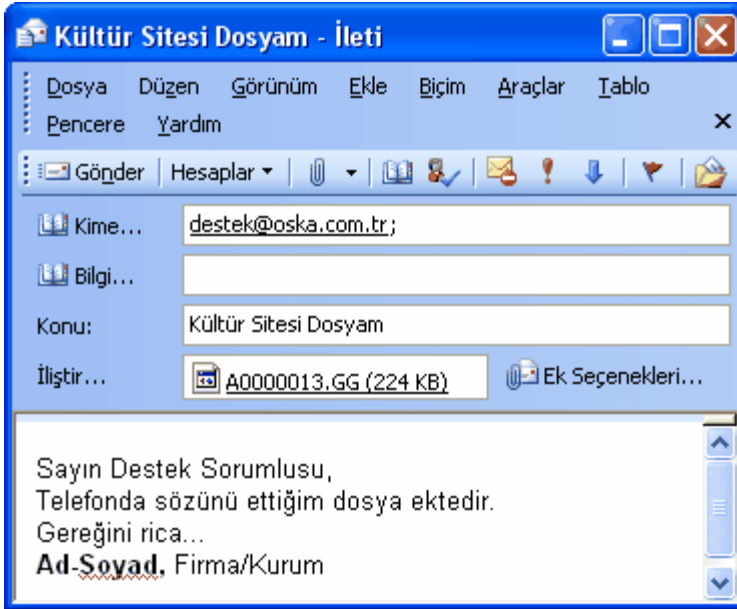 Kültür Sitesi Dosyam - İleti
Dosya Düzen Görünüm Ekle Biçim Araçlar Tablo
Pencere Yardım
Gönder Hesaplar
Kime... destek@oska.com.tr;
Bilgi...
Konu: Kültür Sitesi Dosyam
İliştir... A0000013.GG (224 KB) Ek Seçenekleri...
Sayın Destek Sorumlusu,
Telefonda sözünü ettiğim dosya ektedir.
Gereğini rica...
Ad-Soyad, Firma/Kurum